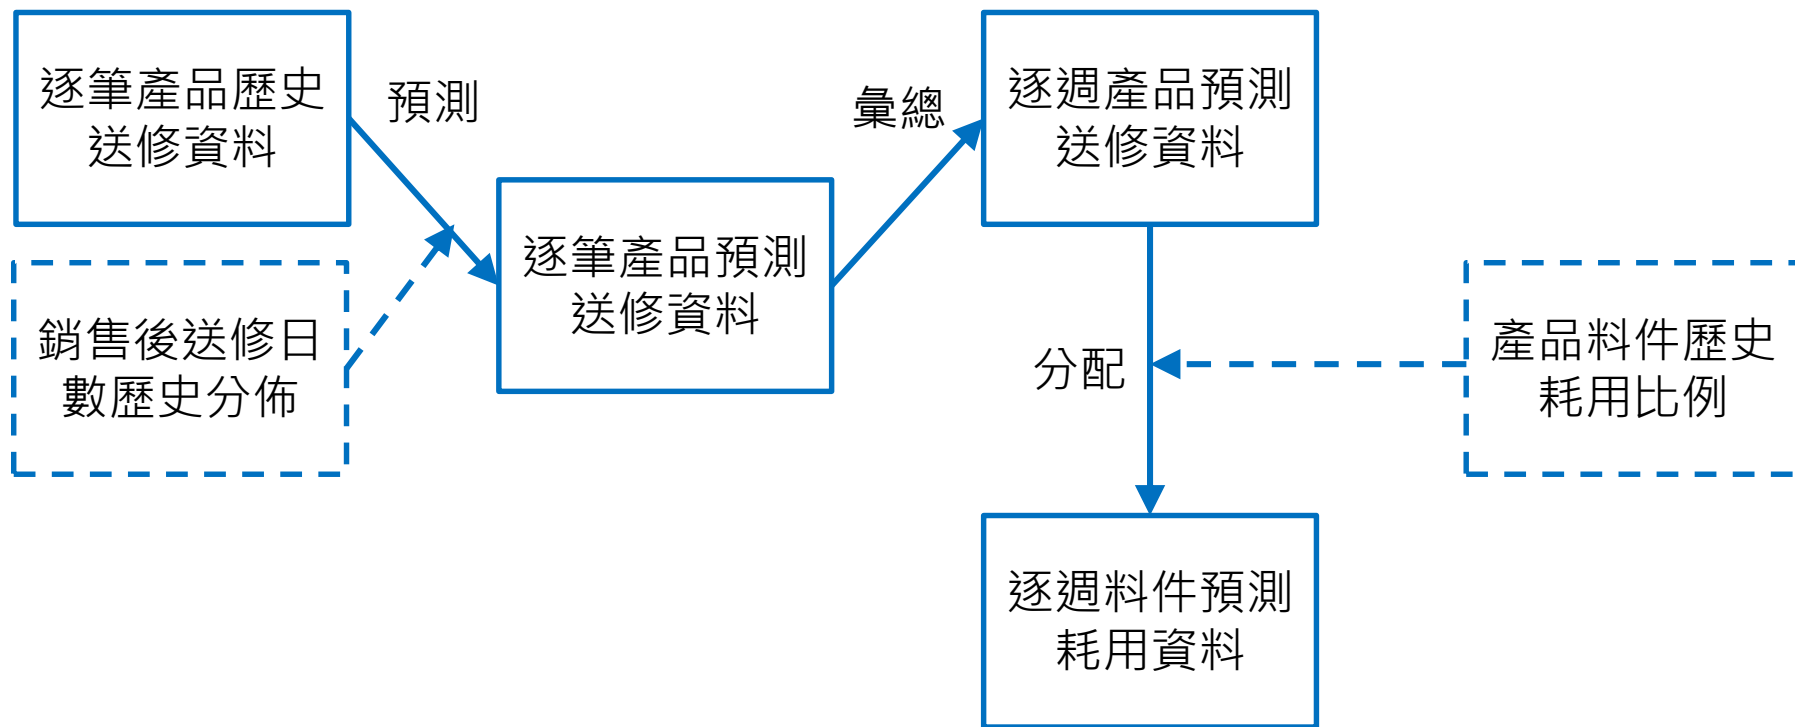 逐筆產品歷史
送修資料
預測
銷售後送修日
數歷史分佈
逐筆產品預測
送修資料
彙總
逐週產品預測
送修資料
分配
產品料件歷史
耗用比例
逐週料件預測
耗用資料